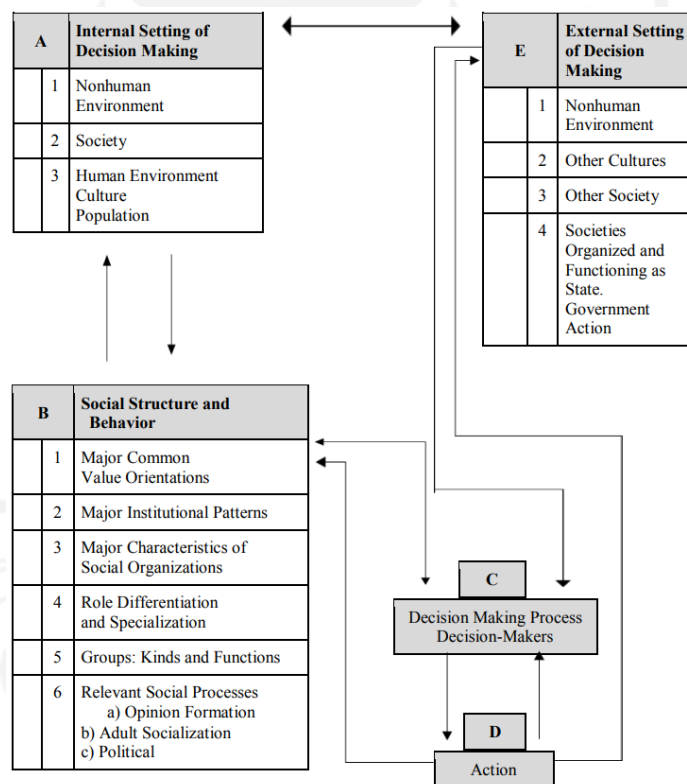 A
Internal Setting of
Decision Making
1 Nonhuman
Environment
2 Society
3 Human Environment
Culture
Population
E
External Setting
of Decision
Making
1 Nonhuman
Environment
2 Other Cultures
3 Other Society
4 Societies
Organized and
Functioning as
State.
Government
Action
B
Social Structure and
Behavior
1 Major Common
Value Orientations
2 Major Institutional Patterns
3 Major Characteristics of
Social Organizations
4 Role Differentiation
and Specialization
5 Groups: Kinds and Functions
6 Relevant Social Processes
a) Opinion Formation
b) Adult Socialization
c) Political
C
Decision Making Process
Decision-Makers
D
Action